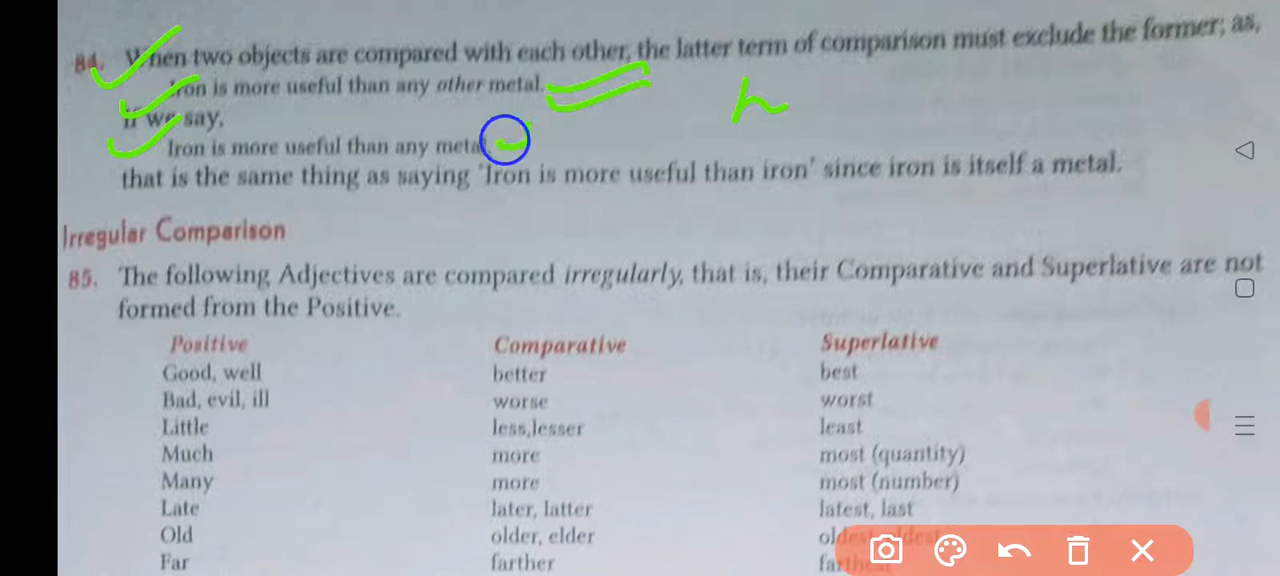 84. When two objects are compared with each other, the latter term of comparison must exclude the former; as,
Iron is more useful than any other metal.
If we say,
Iron is more useful than any metal
that is the same thing as saying 'Iron is more useful than iron' since iron is itself a metal.
Irregular Comparison
85. The following Adjectives are compared irregularly, that is, their Comparative and Superlative are not
formed from the Positive.
Positive Comparative Superlative
Good, well better best
Bad, evil, ill worse worst
Little less,lesser least
Much more most (quantity)
Many more most (number)
Late later, latter latest, last
Old older, elder oldest, eldest
Far farther farthest